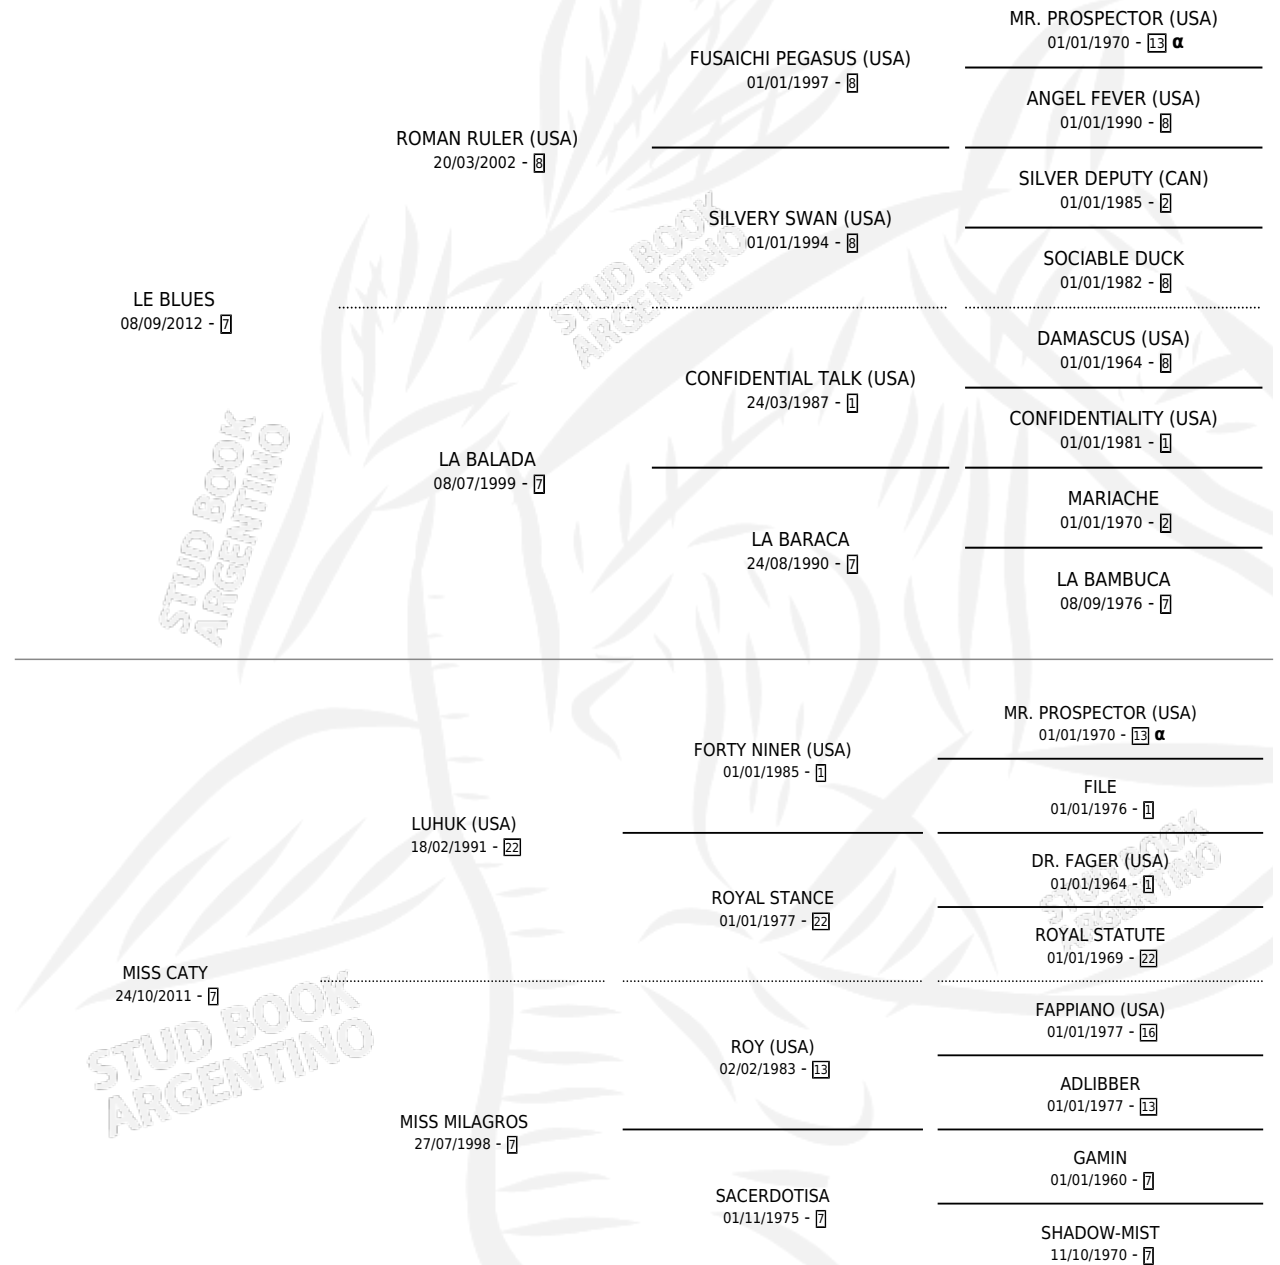 MR. PROSPECTOR (USA)
01/01/1970 - 13 α
FUSAICHI PEGASUS (USA)
01/01/1997 - 8
ANGEL FEVER (USA)
01/01/1990 - 8
ROMAN RULER (USA)
20/03/2002 - 8
SILVER DEPUTY (CAN)
01/01/1985 - 2
SILVERY SWAN (USA)
01/01/1994 - 8
SOCIABLE DUCK
01/01/1982 - 8
LE BLUES
08/09/2012 - 7
DAMASCUS (USA)
01/01/1964 - 8
CONFIDENTIAL TALK (USA)
24/03/1987 - 1
CONFIDENTIALITY (USA)
01/01/1981 - 1
LA BALADA
08/07/1999 - 7
MARIACHE
01/01/1970 - 2
LA BARACA
24/08/1990 - 7
LA BAMBUCA
08/09/1976 - 7
MR. PROSPECTOR (USA)
01/01/1970 - 13 α
FORTY NINER (USA)
01/01/1985 - 1
FILE
01/01/1976 - 1
LUHUK (USA)
18/02/1991 - 22
DR. FAGER (USA)
01/01/1964 - 1
ROYAL STANCE
01/01/1977 - 22
ROYAL STATUTE
01/01/1969 - 22
MISS CATY
24/10/2011 - 7
FAPPIANO (USA)
01/01/1977 - 16
ROY (USA)
02/02/1983 - 13
ADLIBBER
01/01/1977 - 13
MISS MILAGROS
27/07/1998 - 7
GAMIN
01/01/1960 - 7
SACERDOTISA
01/11/1975 - 7
SHADOW-MIST
11/10/1970 - 7
STUD BOOK
ARGENTINO
STUD BOOK
ARGENTINO
STUD BOOK
ARGENTINO
STUD BOOK
ARGENTINO